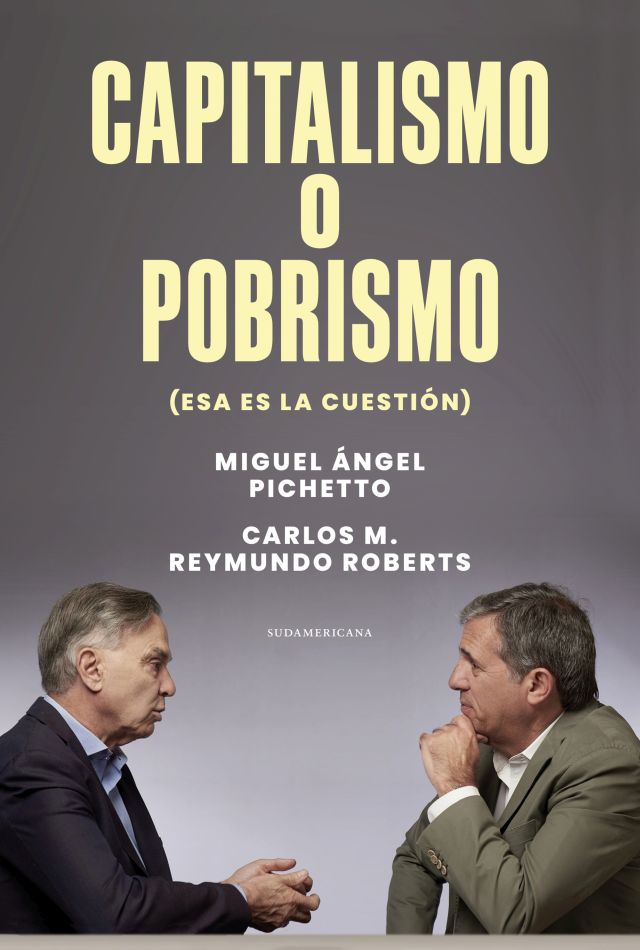 CAPITALISMO
O
POBRISMO
(ESA ES LA CUESTIÓN)
MIGUEL ÁNGEL
PICHETTO
CARLOS M.
REYMUNDO ROBERTS
SUDAMERICANA